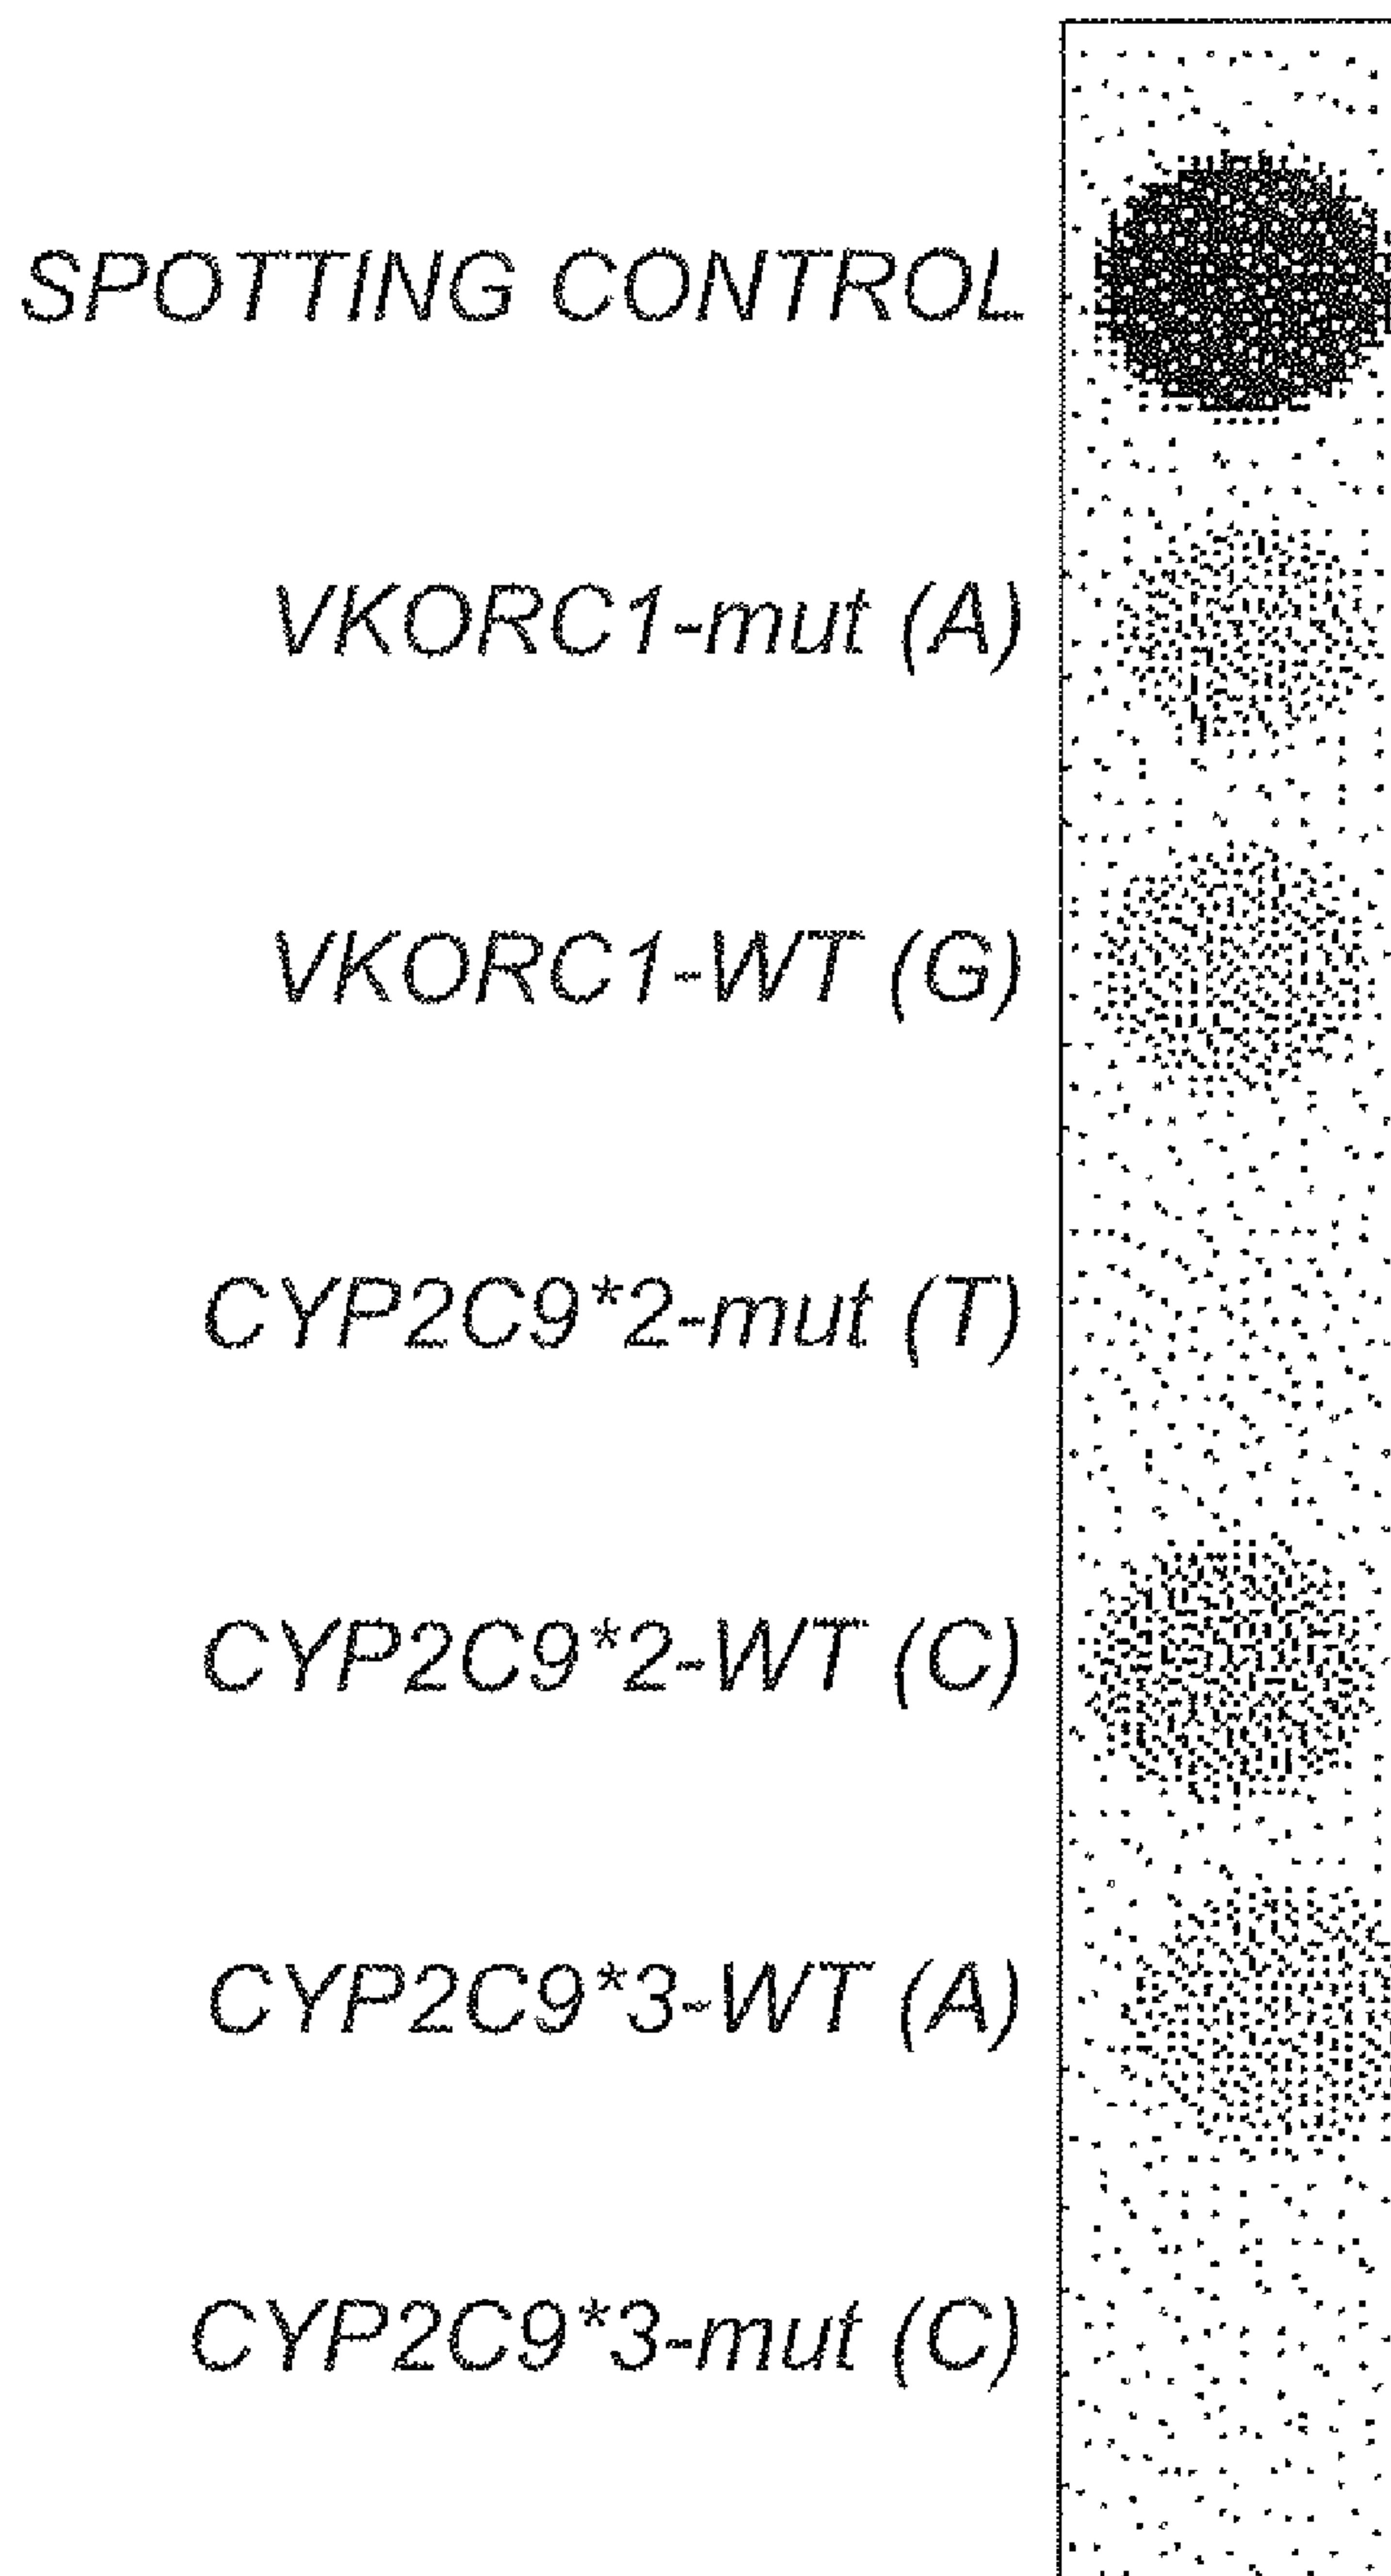 SPOTTING CONTROL
VKORC1-mut (A)
VKORC1-WT (G)
CYP2C9*2-mut (T)
CYP2C9*2-WT (C)
CYP2C9*3-WT (A)
CYP2C9*3-mut (C)